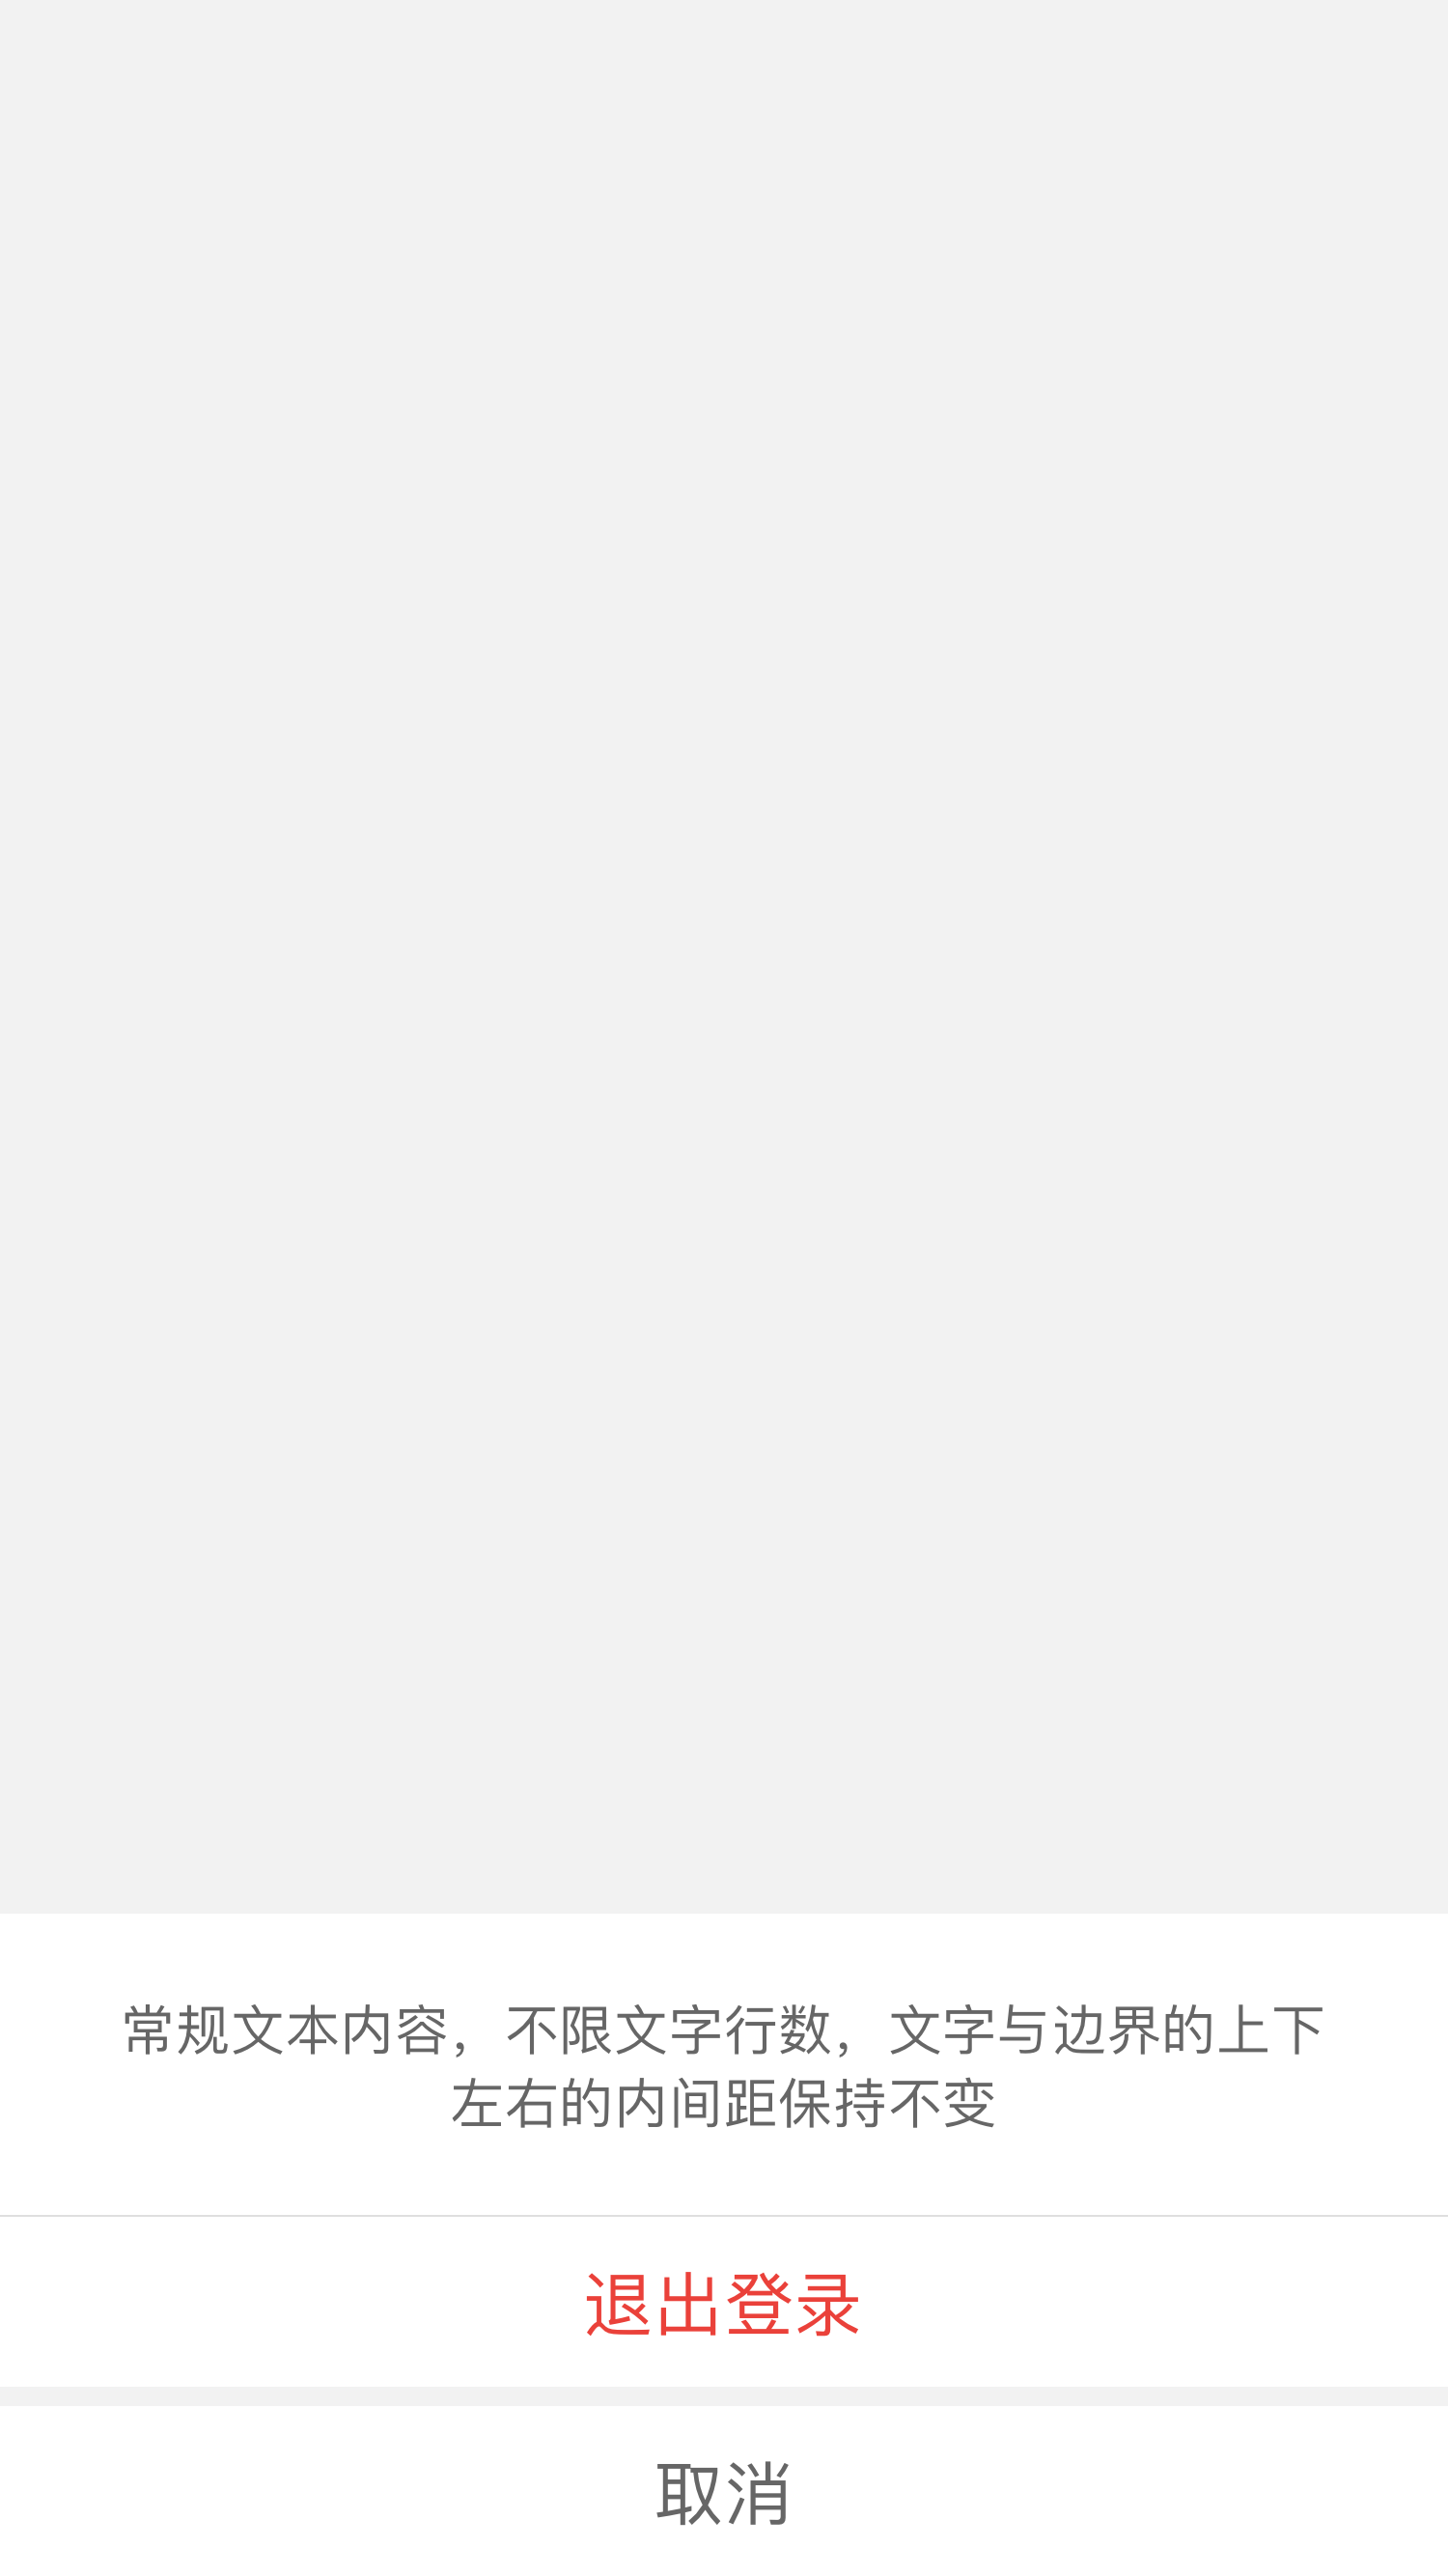 常规文本内容，不限文字行数，文字与边界的上下
左右的内间距保持不变
退出登录
取消